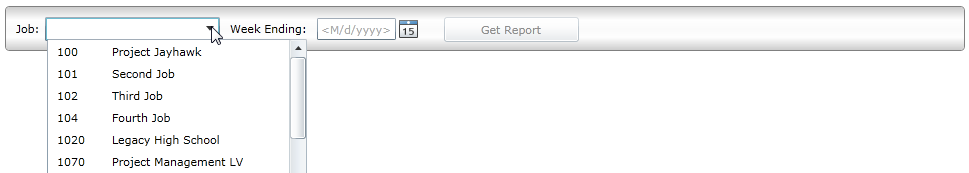 Job: Week Ending: <M/d/yyyy> 15 Get Report
100 Project Jayhawk
101 Second Job
102 Third Job
104 Fourth Job
1020 Legacy High School
1070 Project Management LV